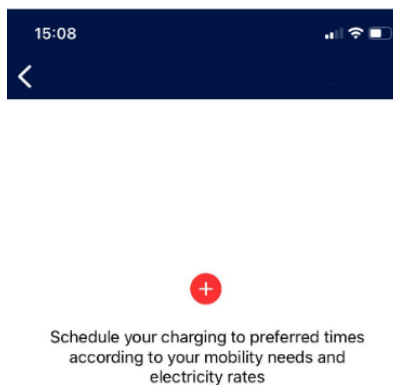 15:08
Schedule your charging to preferred times
according to your mobility needs and
electricity rates